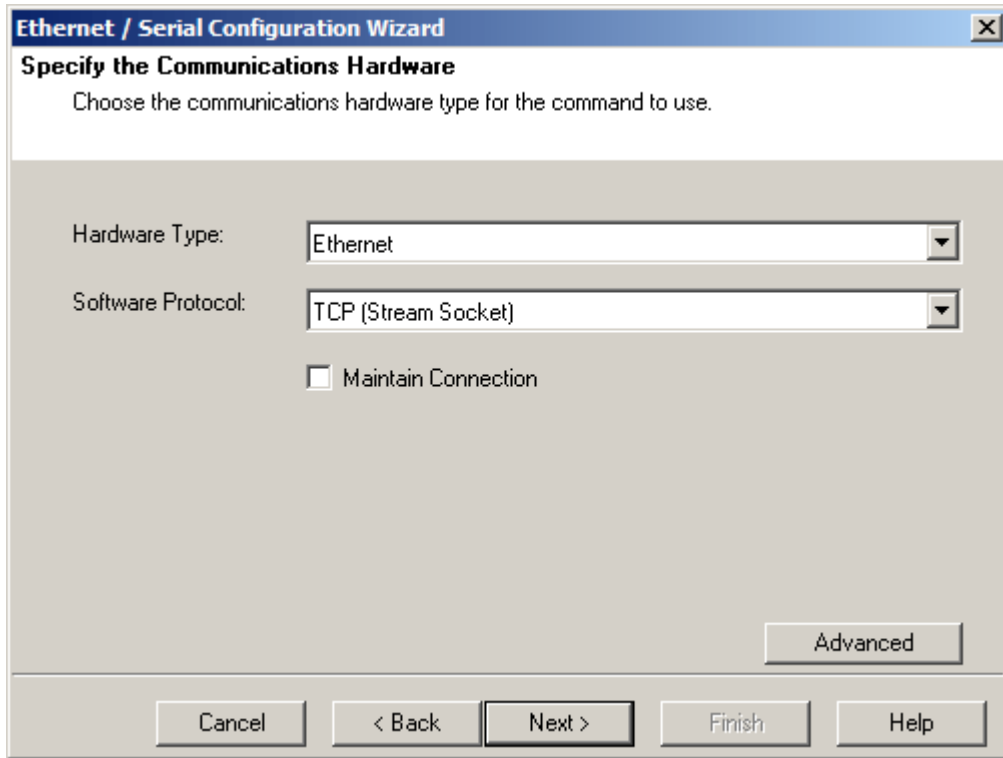 Ethernet / Serial Configuration Wizard
Specify the Communications Hardware
Choose the communications hardware type for the command to use.
Hardware Type:
Ethernet
Software Protocol:
TCP (Stream Socket)
Maintain Connection
Advanced
Cancel
< Back
Next >
Finish
Help